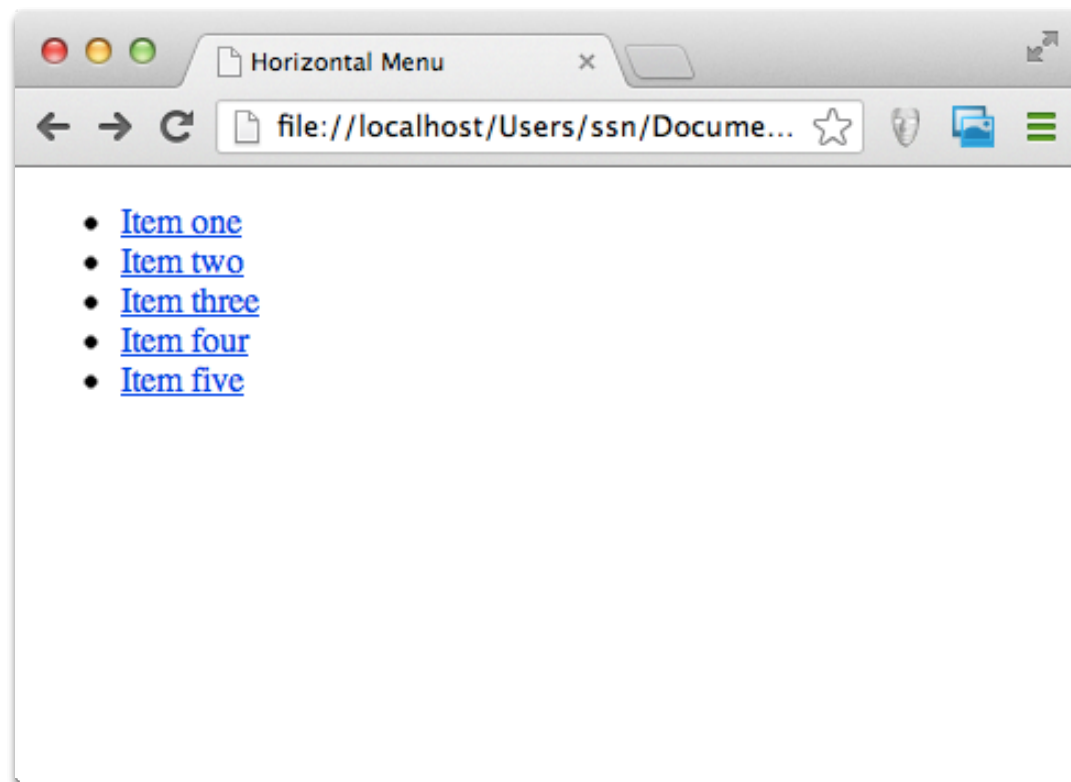 Horizontal Menu
file://localhost/Users/ssn/Docume...
Item one
Item two
Item three
Item four
Item five